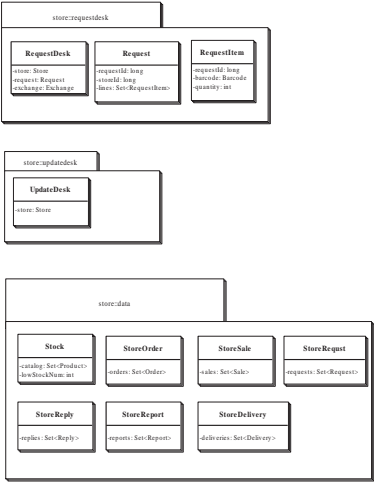 store::requestdesk
RequestDesk
-store: Store
-request: Request
-exchange: Exchange
Request
-requestId: long
-storeId: long
-lines: Set<RequestItem>
RequestItem
-requestId: long
-barcode: Barcode
-quantity: int
store::updatedesk
UpdateDesk
-store: Store
store::data
Stock
-catalog: Set<Product>
-lowStockNum: int
StoreOrder
-orders: Set<Order>
StoreSale
-sales: Set<Sale>
StoreRequst
-requests: Set<Request>
StoreReply
-replies: Set<Reply>
StoreReport
-reports: Set<Report>
StoreDelivery
-deliveries: Set<Delivery>